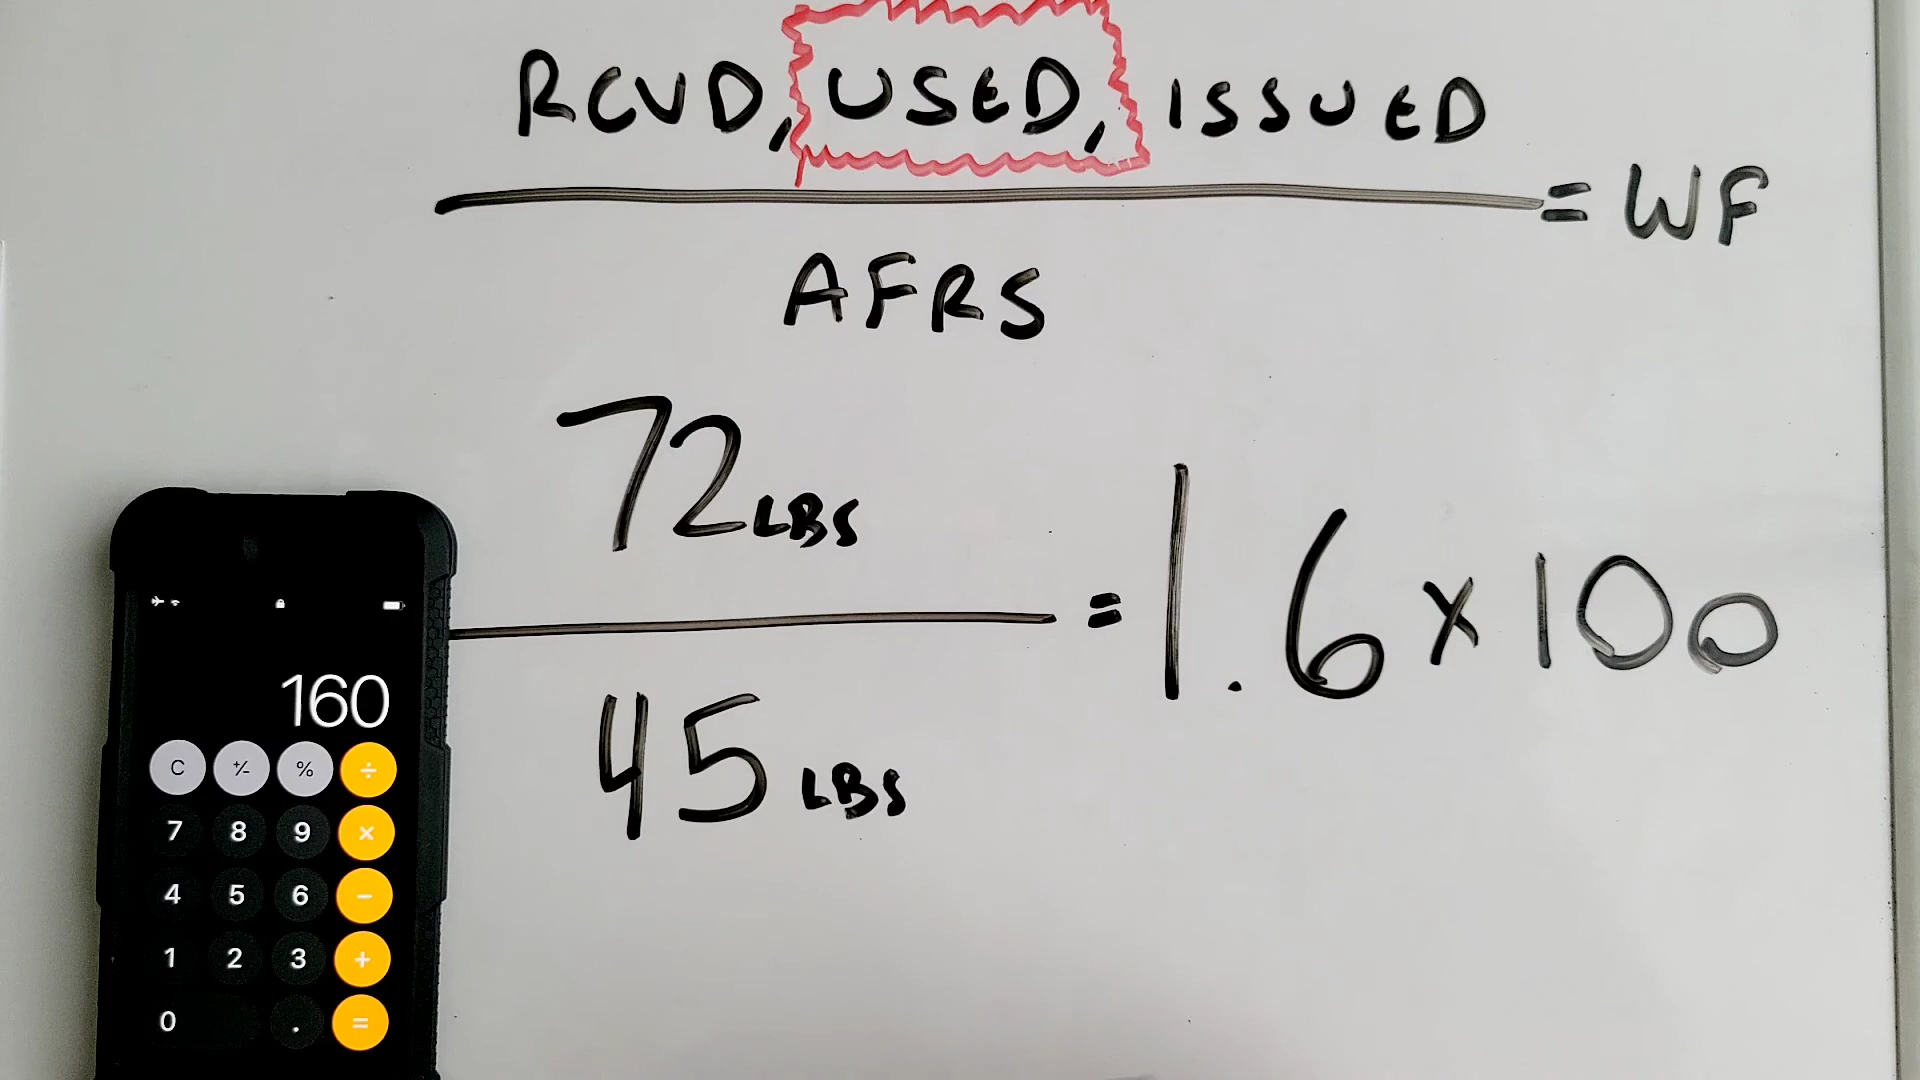 RCVD, USED, ISSUED
= WF
AFRS
72 LBS
= 1.6 x 100
45 LBS
160
C +/- % ÷
7 8 9 ×
4 5 6 −
1 2 3 +
0 . =